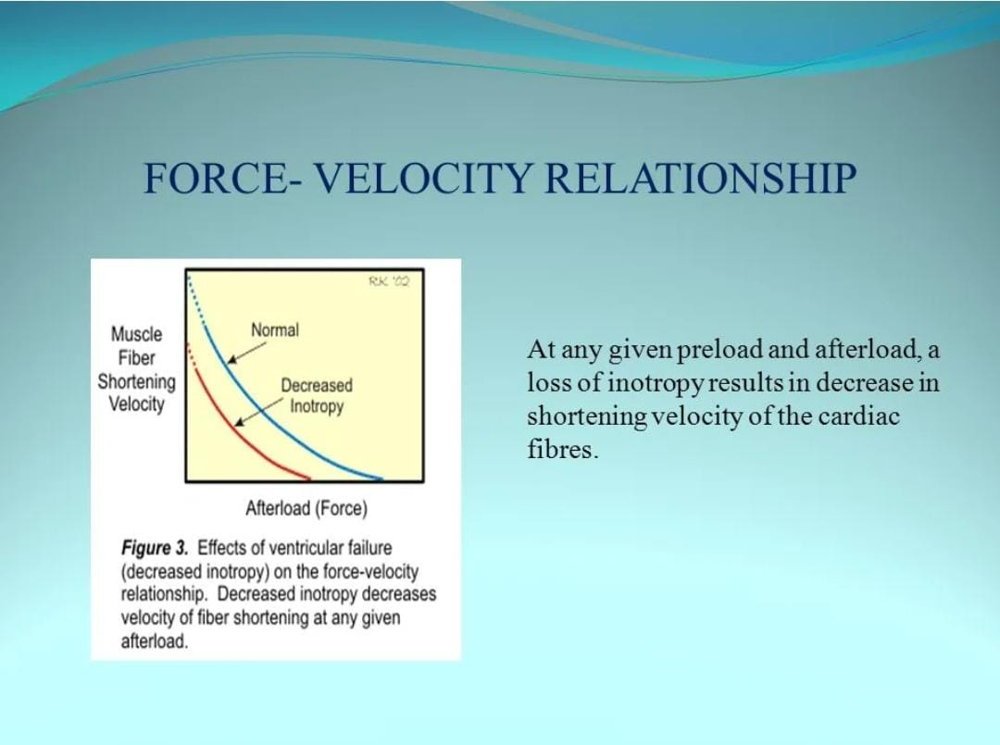 FORCE- VELOCITY RELATIONSHIP
RK '02
Muscle
Fiber
Shortening
Velocity
Normal
Decreased
Inotropy
Afterload (Force)
Figure 3. Effects of ventricular failure
(decreased inotropy) on the force-velocity
relationship. Decreased inotropy decreases
velocity of fiber shortening at any given
afterload.
At any given preload and afterload, a
loss of inotropy results in decrease in
shortening velocity of the cardiac
fibres.